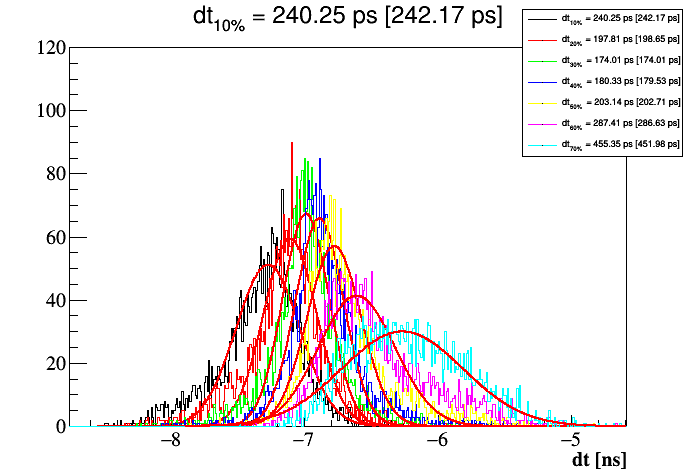 dt10% = 240.25 ps [242.17 ps]
dt10% = 240.25 ps [242.17 ps]
dt20% = 197.81 ps [198.65 ps]
dt30% = 174.01 ps [174.01 ps]
dt40% = 180.33 ps [179.53 ps]
dt50% = 203.14 ps [202.71 ps]
dt60% = 287.41 ps [286.63 ps]
dt70% = 455.35 ps [451.98 ps]
120
100
80
60
40
20
0
−8 −7 −6 −5
dt [ns]